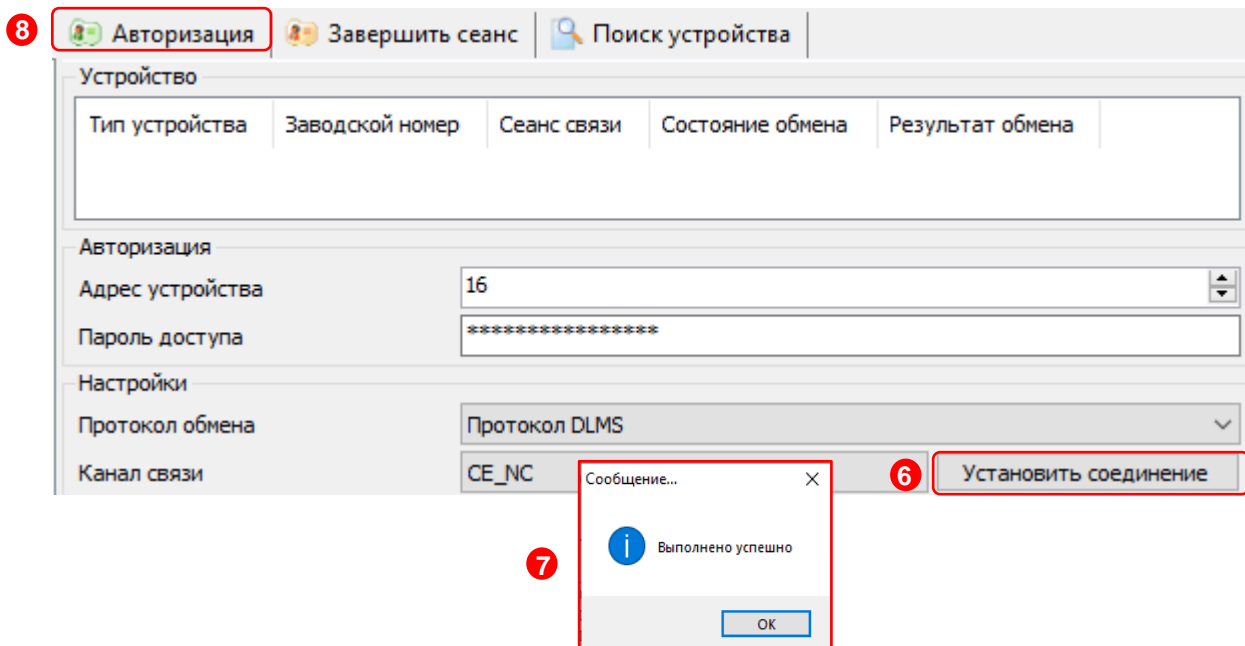 8 Авторизация Завершить сеанс Поиск устройства
Устройство
Тип устройства Заводской номер Сеанс связи Состояние обмена Результат обмена
Авторизация
Адрес устройства 16
Пароль доступа ****************
Настройки
Протокол обмена Протокол DLMS
Канал связи CE_NC 6 Установить соединение
Сообщение...
7 Выполнено успешно
ОК